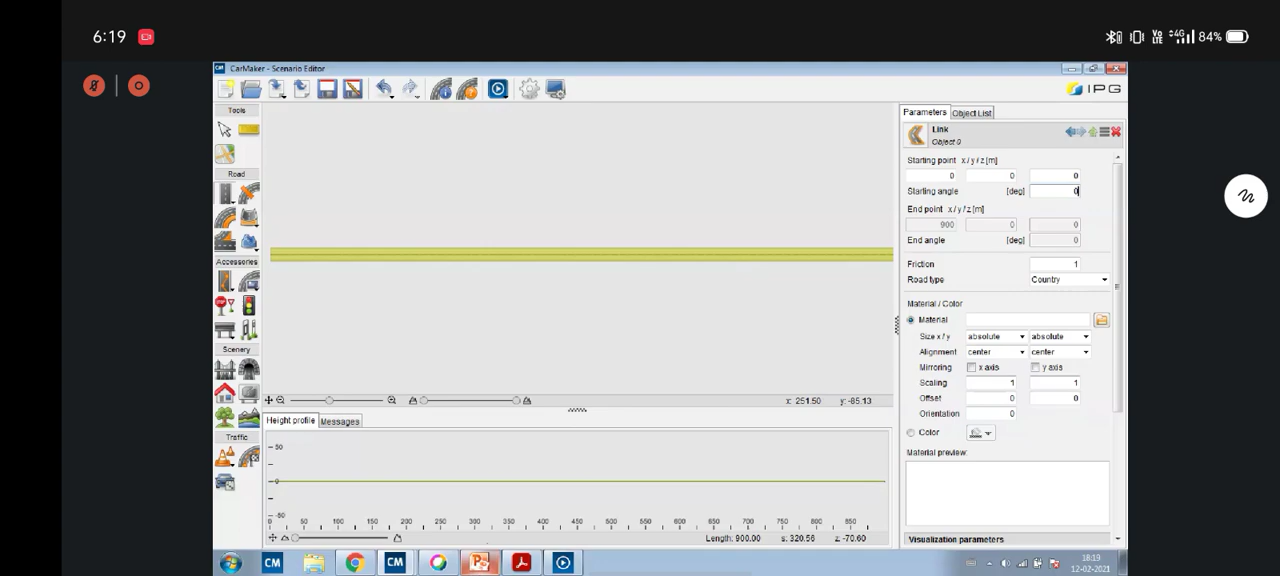 6:19
Vo
LTE
4G
84%
CM
CarMaker - Scenario Editor
IPG
Tools
Road
Accessories
STOP
Scenery
Traffic
x: 251.50 y: -85.13
Height profile Messages
50
0
-50
0 50 100 150 200 250 300 350 400 450 500 550 600 650 700 750 800 850
Length: 900.00 s: 320.56 z: -70.60
Parameters Object List
Link
Object 0
Starting point x / y / z [m]
0 0 0
Starting angle [deg] 0
End point x / y / z [m]
900 0 0
End angle [deg] 0
Friction 1
Road type Country
Material / Color
Material
Size x / y absolute absolute
Alignment center center
Mirroring x axis y axis
Scaling 1 1
Offset 0 0
Orientation 0
Color
Material preview:
Visualization parameters
CM CM
18:19
12-02-2021